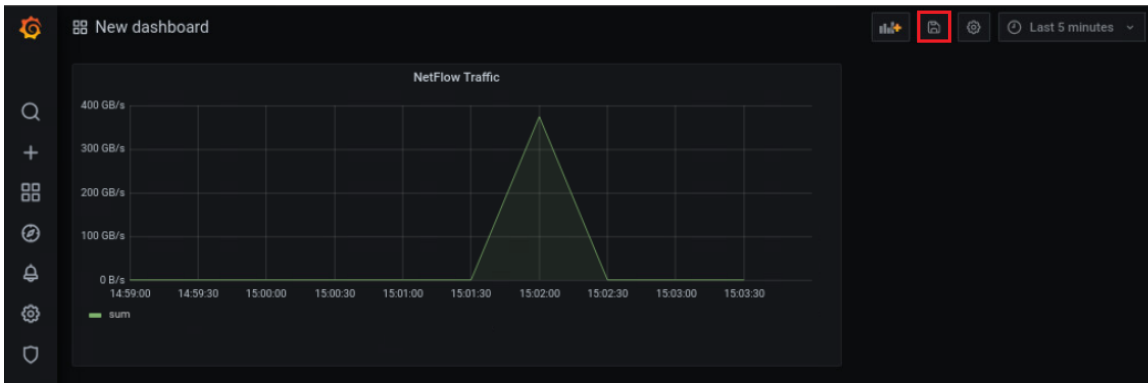 New dashboard
Last 5 minutes
NetFlow Traffic
400 GB/s
300 GB/s
200 GB/s
100 GB/s
0 B/s
14:59:00 14:59:30 15:00:00 15:00:30 15:01:00 15:01:30 15:02:00 15:02:30 15:03:00 15:03:30
sum